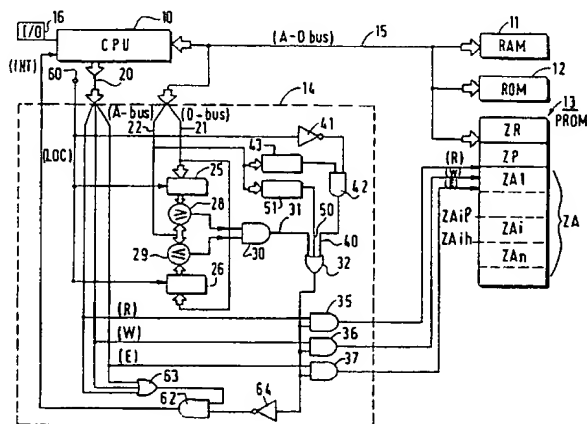 16
I/O
10
CPU
(A-D bus)
15
11
RAM
12
ROM
13
PROM
(INT)
60
20
(A-bus)
(D-bus)
14
22
21
41
43
42
(LOC)
25
51
50
28
31
40
≤
≥
29
30
32
26
ZR
ZP
ZA1
ZAiP
ZAi
ZAih
ZAn
ZA
(R)
(W)
(E)
35
(R)
36
(W)
37
(E)
63
62
64